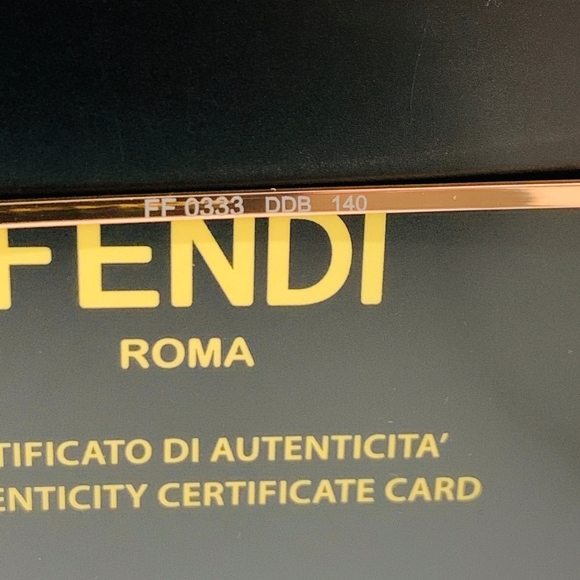 FF 0333 DDB 140
FENDI
ROMA
TIFICATO DI AUTENTICITA'
ENTICITY CERTIFICATE CARD